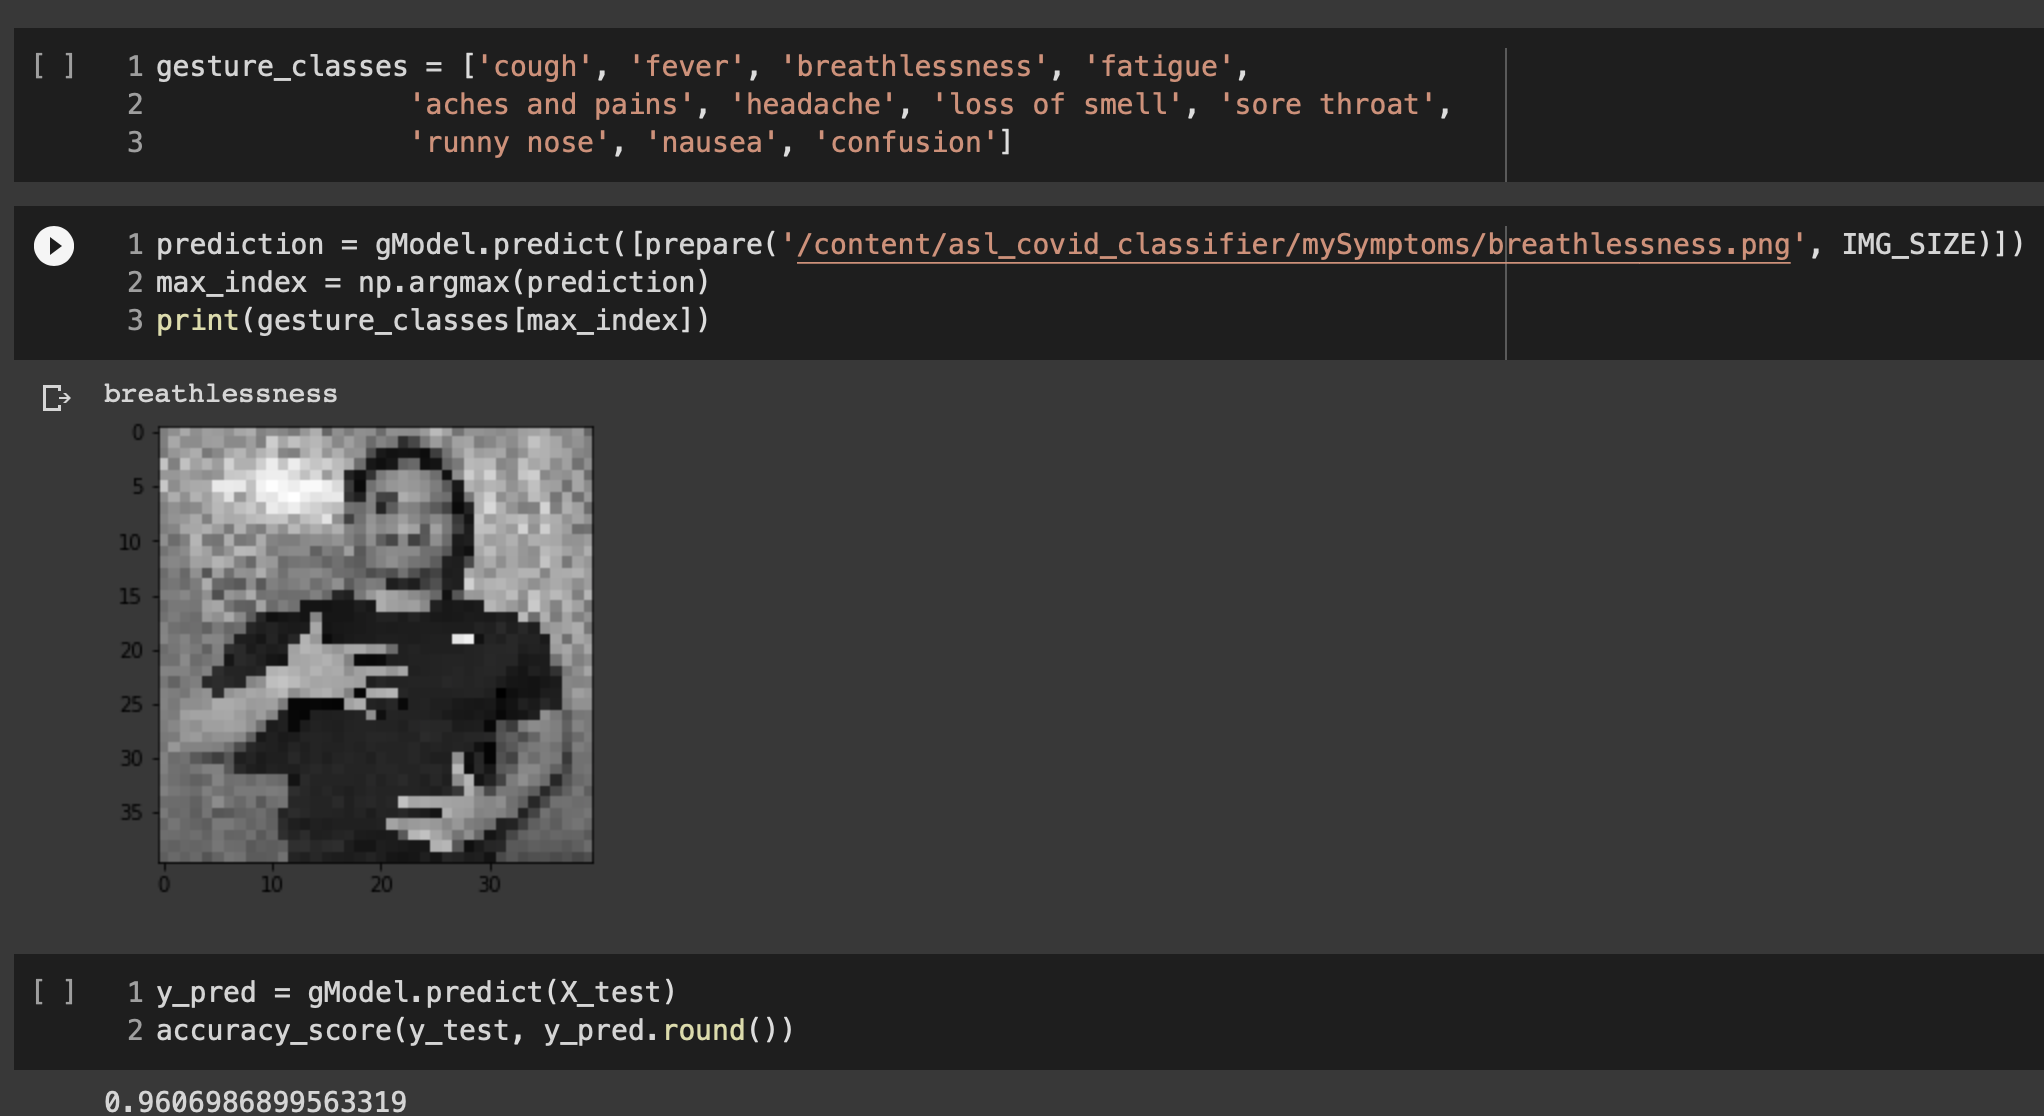 [ ] 1 gesture_classes = ['cough', 'fever', 'breathlessness', 'fatigue',
2 'aches and pains', 'headache', 'loss of smell', 'sore throat',
3 'runny nose', 'nausea', 'confusion']
1 prediction = gModel.predict([prepare('/content/asl_covid_classifier/mySymptoms/breathlessness.png', IMG_SIZE)])
2 max_index = np.argmax(prediction)
3 print(gesture_classes[max_index])
breathlessness
0
5
10
15
20
25
30
35
0 10 20 30
[ ] 1 y_pred = gModel.predict(X_test)
2 accuracy_score(y_test, y_pred.round())
0.9606986899563319